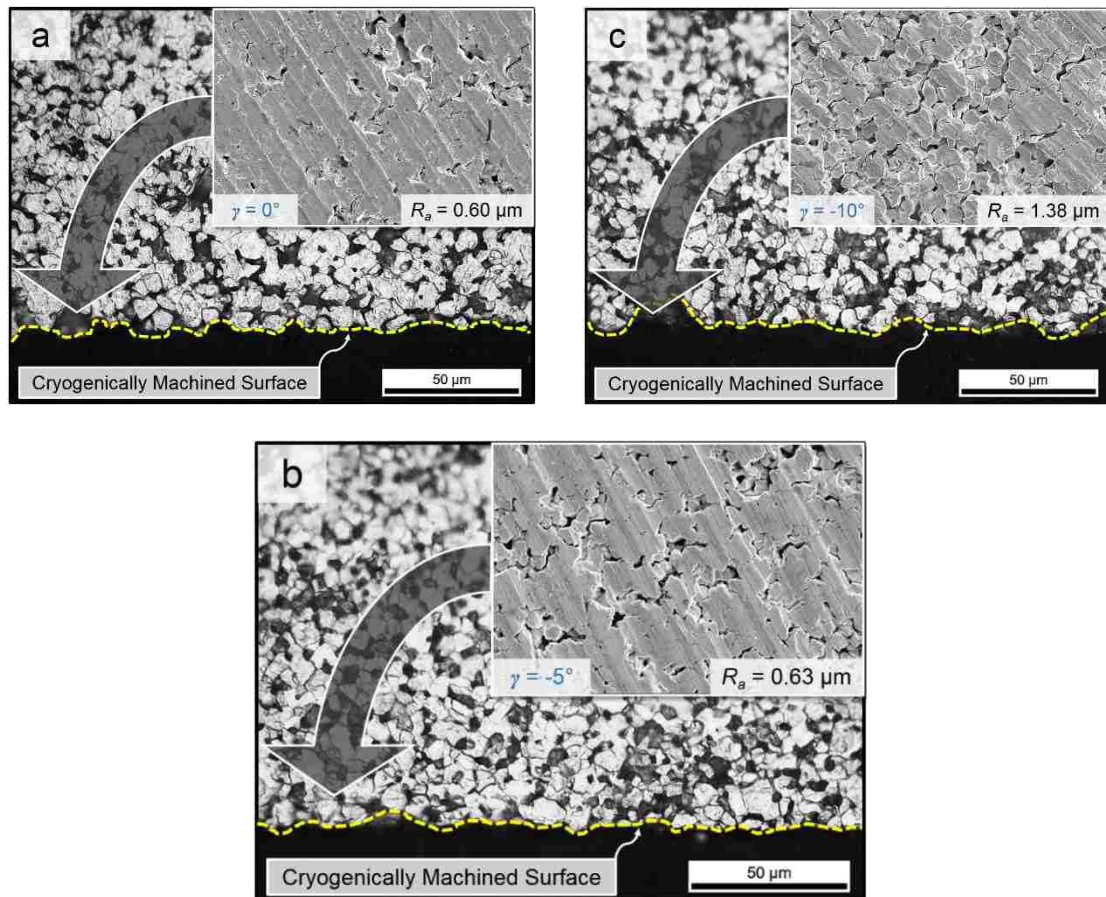 a
γ = 0°
Rₐ = 0.60 µm
Cryogenically Machined Surface
50 µm
c
γ = -10°
Rₐ = 1.38 µm
Cryogenically Machined Surface
50 µm
b
γ = -5°
Rₐ = 0.63 µm
Cryogenically Machined Surface
50 µm